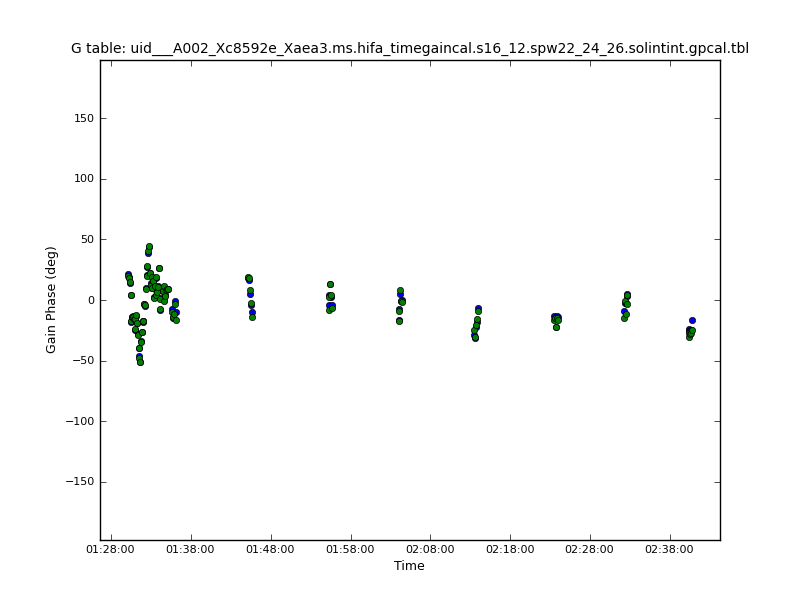 G table: uid___A002_Xc8592e_Xaea3.ms.hifa_timegaincal.s16_12.spw22_24_26.solintint.gpcal.tbl
150
100
50
0
−50
−100
−150
Gain Phase (deg)
01:28:00 01:38:00 01:48:00 01:58:00 02:08:00 02:18:00 02:28:00 02:38:00
Time